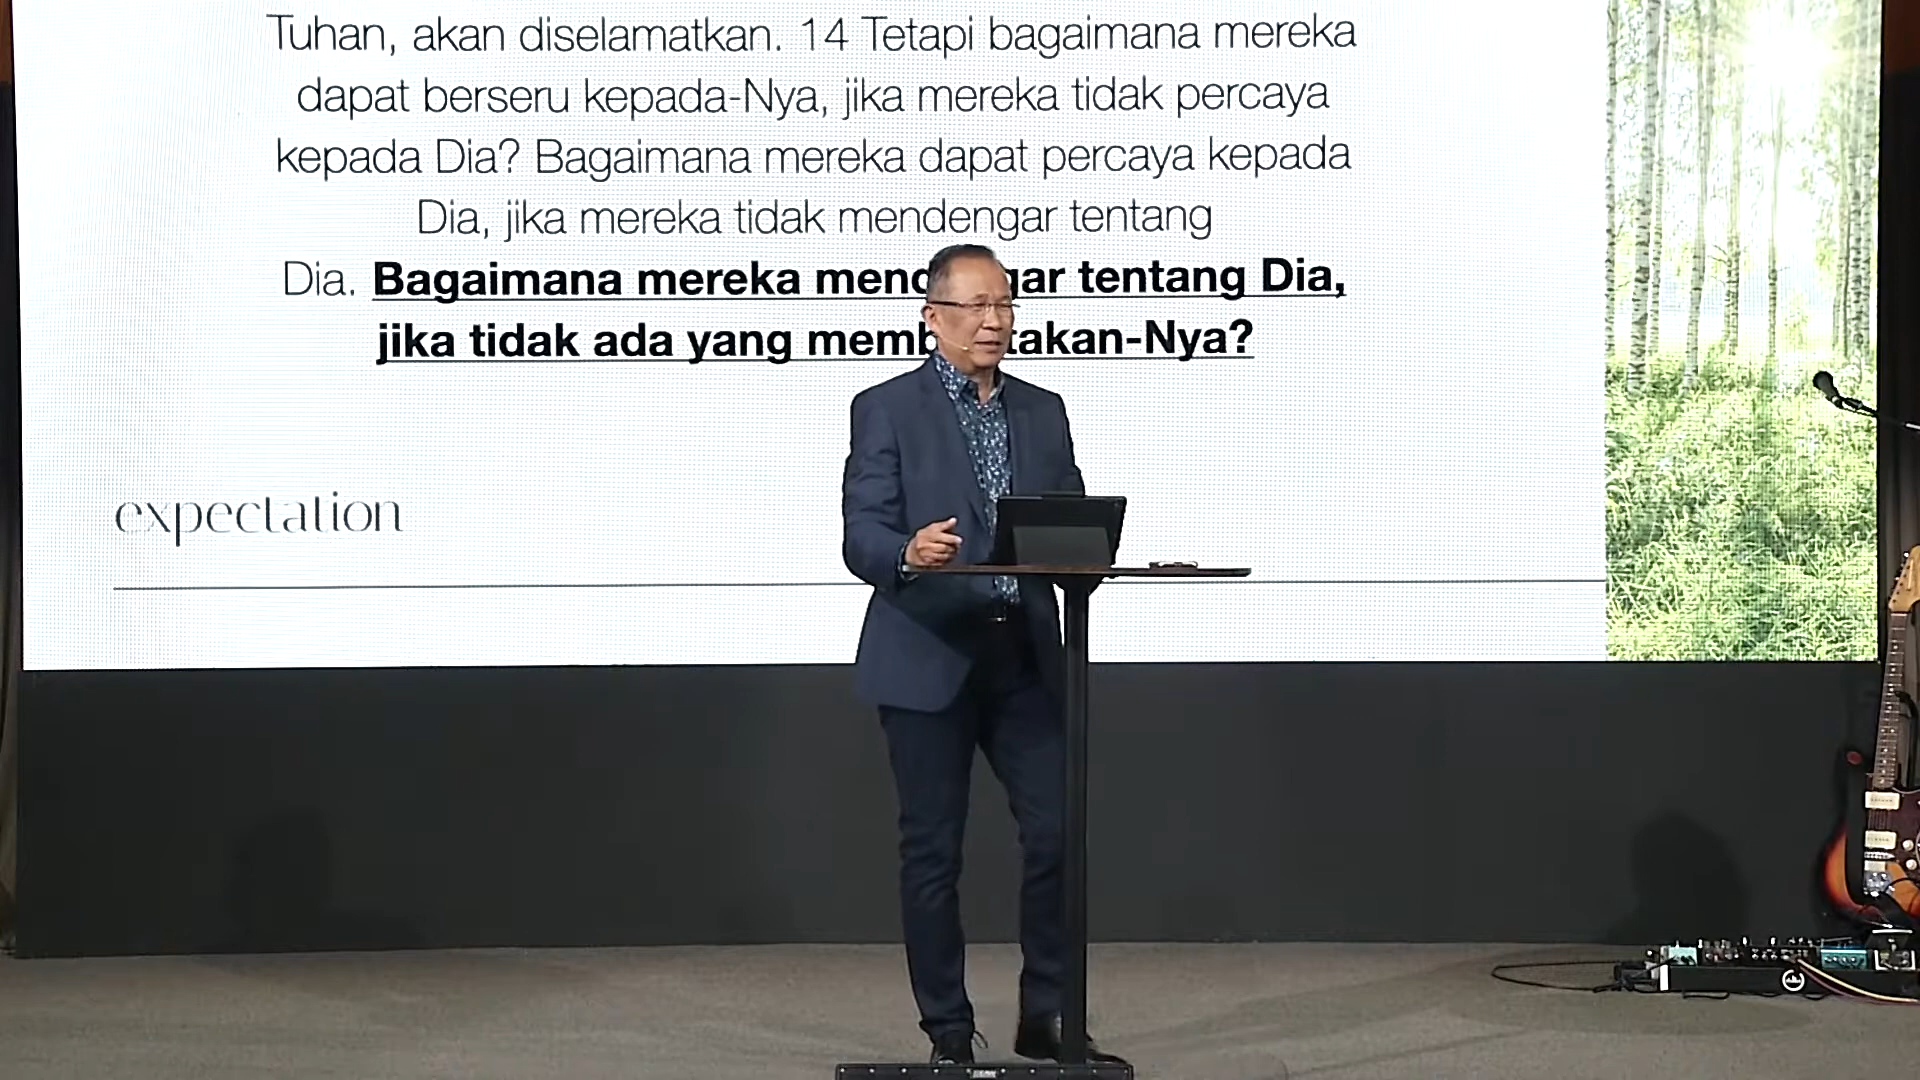 Tuhan, akan diselamatkan. 14 Tetapi bagaimana mereka
dapat berseru kepada-Nya, jika mereka tidak percaya
kepada Dia? Bagaimana mereka dapat percaya kepada
Dia, jika mereka tidak mendengar tentang
Dia. Bagaimana mereka tentang Dia,
jika tidak ada yang
expectation